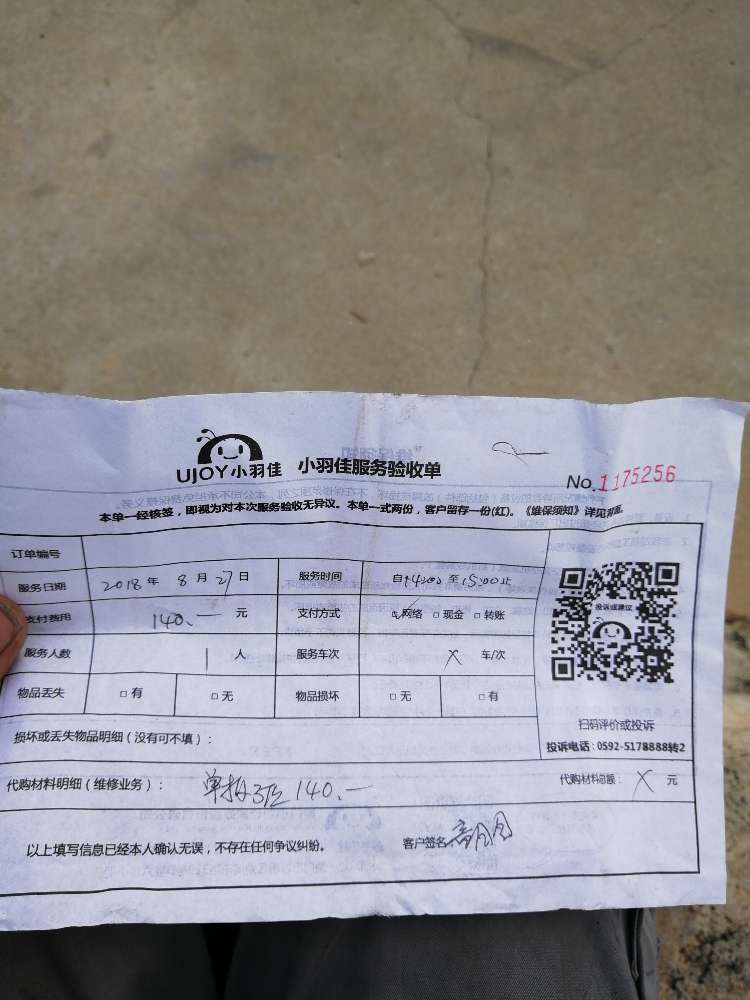 UJOY小羽佳 小羽佳服务验收单
No.1175256
本单一经核签，即视为对本次服务验收无异议。本单一式两份，客户留存一份(红)。《维保须知》详见背面。
订单编号
服务日期 2018 年 8 月 27 日 服务时间 自14:00 至 15:00止
支付费用 140.一 元 支付方式 网络 □ 现金 □ 转账
服务人数 1 人 服务车次 X 车/次
物品丢失 □ 有 □ 无 物品损坏 □ 无 □ 有
投诉或建议
扫码评价或投诉
投诉电话：0592-5178888转2
损坏或丢失物品明细（没有可不填）：
代购材料明细（维修业务）： 140.一 代购材料总额： X 元
以上填写信息已经本人确认无误，不存在任何争议纠纷。 客户签名